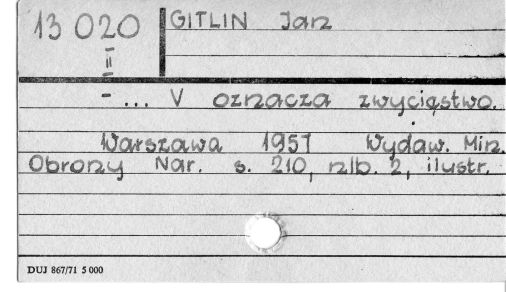 13 020 GITLIN Jan
II
- ... V oznacza zwycięstwo.
Warszawa 1957 Wydaw. Min.
Obrony Nar. s. 210, nlb. 2, ilustr.
DUJ 867/71 5 000